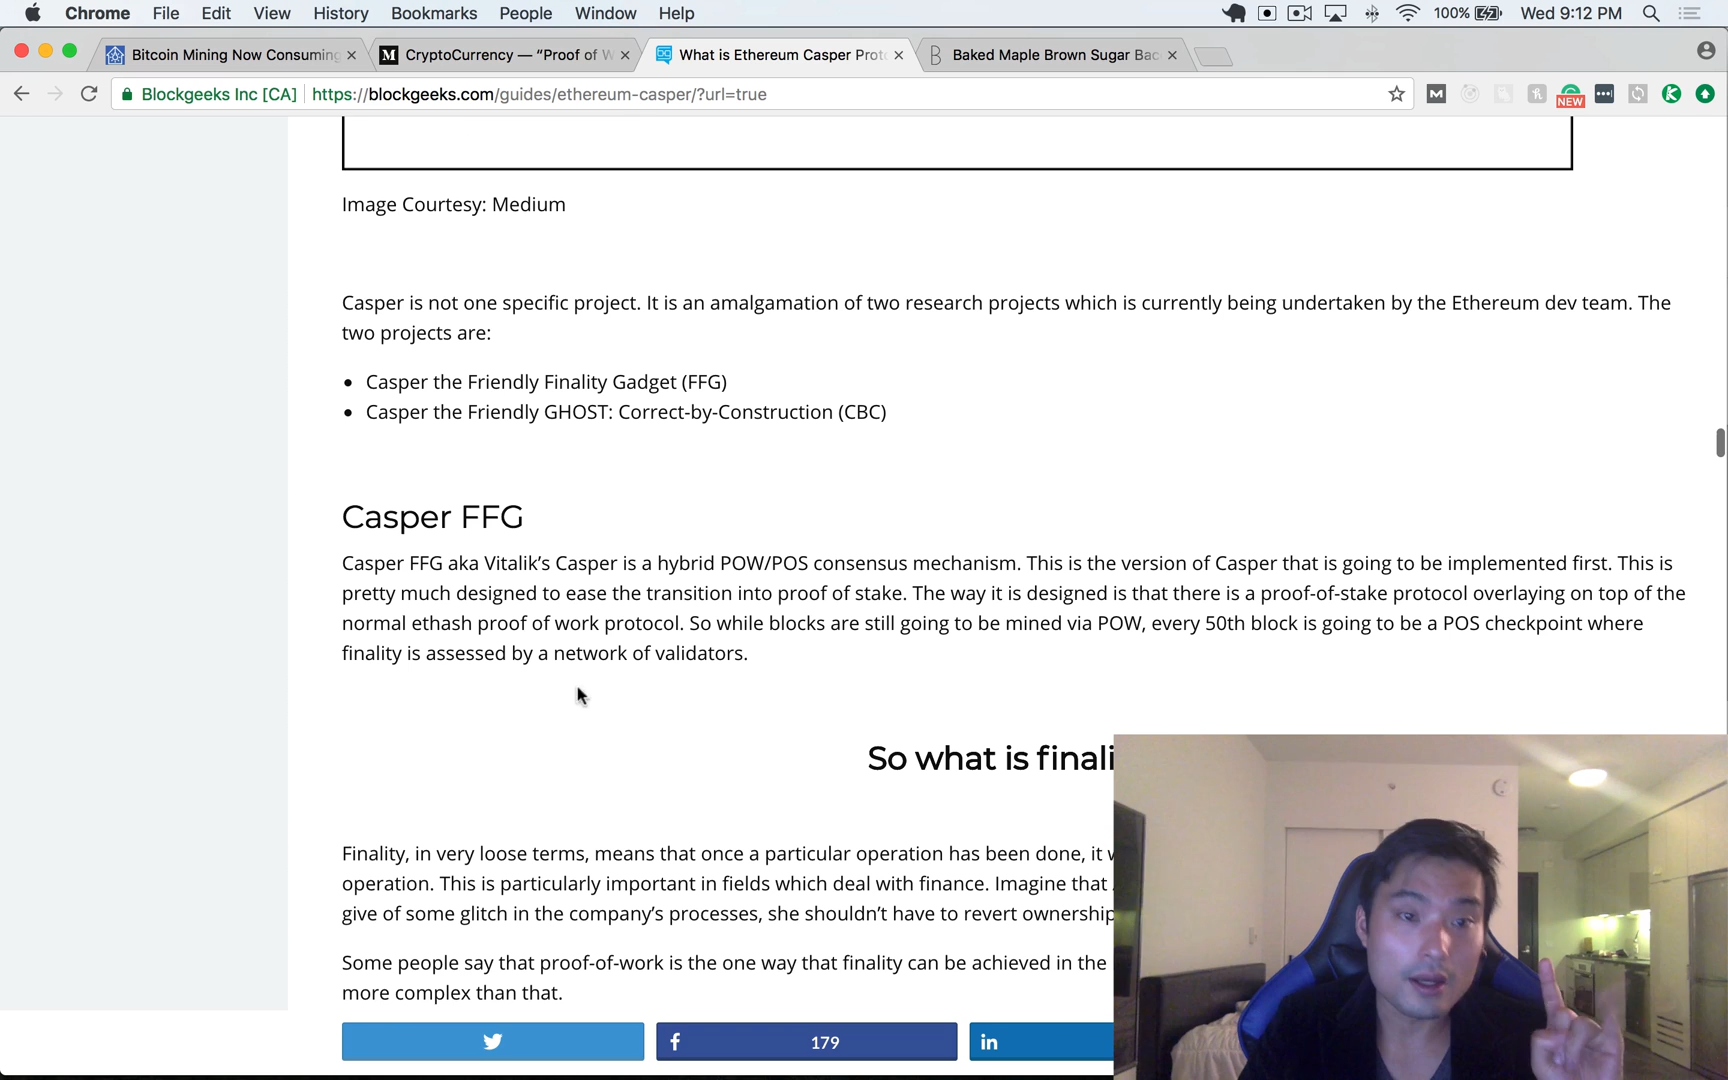 Chrome File Edit View History Bookmarks People Window Help 100% Wed 9:12 PM
Bitcoin Mining Now Consuming CryptoCurrency — “Proof of W What is Ethereum Casper Prot Baked Maple Brown Sugar Bac
Blockgeeks Inc [CA] https://blockgeeks.com/guides/ethereum-casper/?url=true
NEW
Image Courtesy: Medium
Casper is not one specific project. It is an amalgamation of two research projects which is currently being undertaken by the Ethereum dev team. The
two projects are:
• Casper the Friendly Finality Gadget (FFG)
• Casper the Friendly GHOST: Correct-by-Construction (CBC)
Casper FFG
Casper FFG aka Vitalik’s Casper is a hybrid POW/POS consensus mechanism. This is the version of Casper that is going to be implemented first. This is
pretty much designed to ease the transition into proof of stake. The way it is designed is that there is a proof-of-stake protocol overlaying on top of the
normal ethash proof of work protocol. So while blocks are still going to be mined via POW, every 50th block is going to be a POS checkpoint where
finality is assessed by a network of validators.
So what is finali
Finality, in very loose terms, means that once a particular operation has been done, it w
operation. This is particularly important in fields which deal with finance. Imagine that
give of some glitch in the company’s processes, she shouldn’t have to revert ownership
Some people say that proof-of-work is the one way that finality can be achieved in the
more complex than that.
179